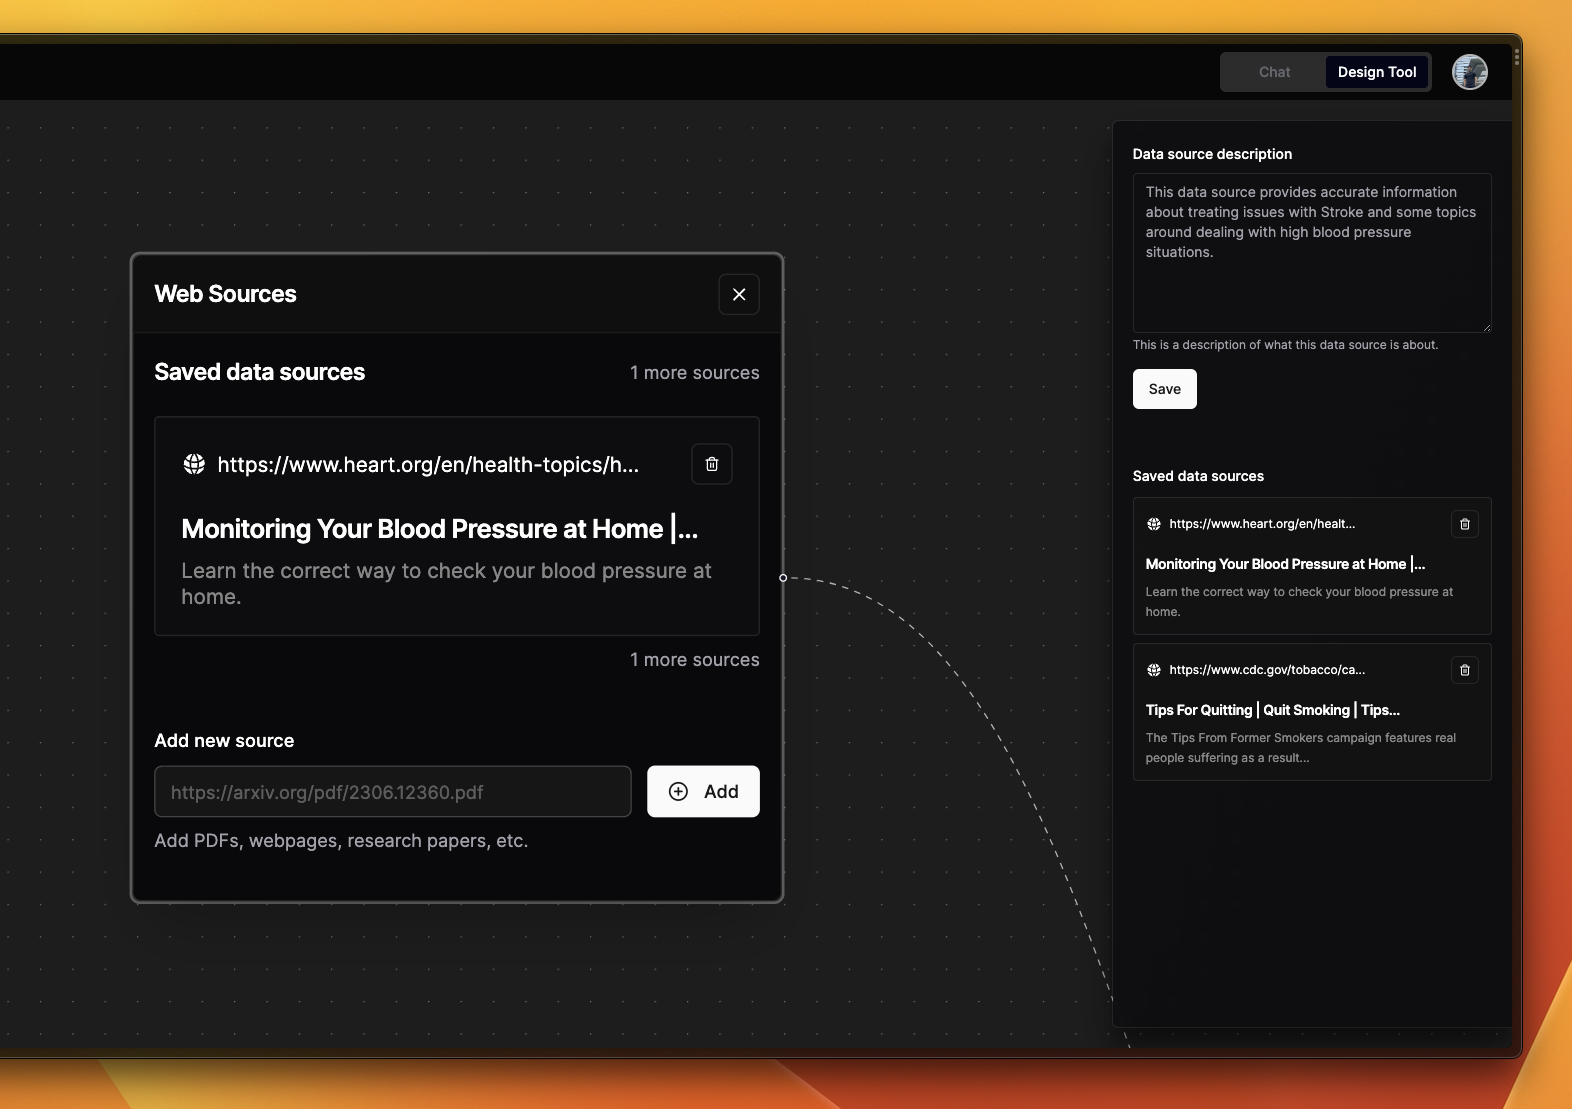 Chat
Design Tool
Web Sources
Saved data sources
1 more sources
https://www.heart.org/en/health-topics/h...
Monitoring Your Blood Pressure at Home |...
Learn the correct way to check your blood pressure at
home.
1 more sources
Add new source
https://arxiv.org/pdf/2306.12360.pdf
Add
Add PDFs, webpages, research papers, etc.
Data source description
This data source provides accurate information
about treating issues with Stroke and some topics
around dealing with high blood pressure
situations.
This is a description of what this data source is about.
Save
Saved data sources
https://www.heart.org/en/healt...
Monitoring Your Blood Pressure at Home |...
Learn the correct way to check your blood pressure at
home.
https://www.cdc.gov/tobacco/ca...
Tips For Quitting | Quit Smoking | Tips...
The Tips From Former Smokers campaign features real
people suffering as a result...